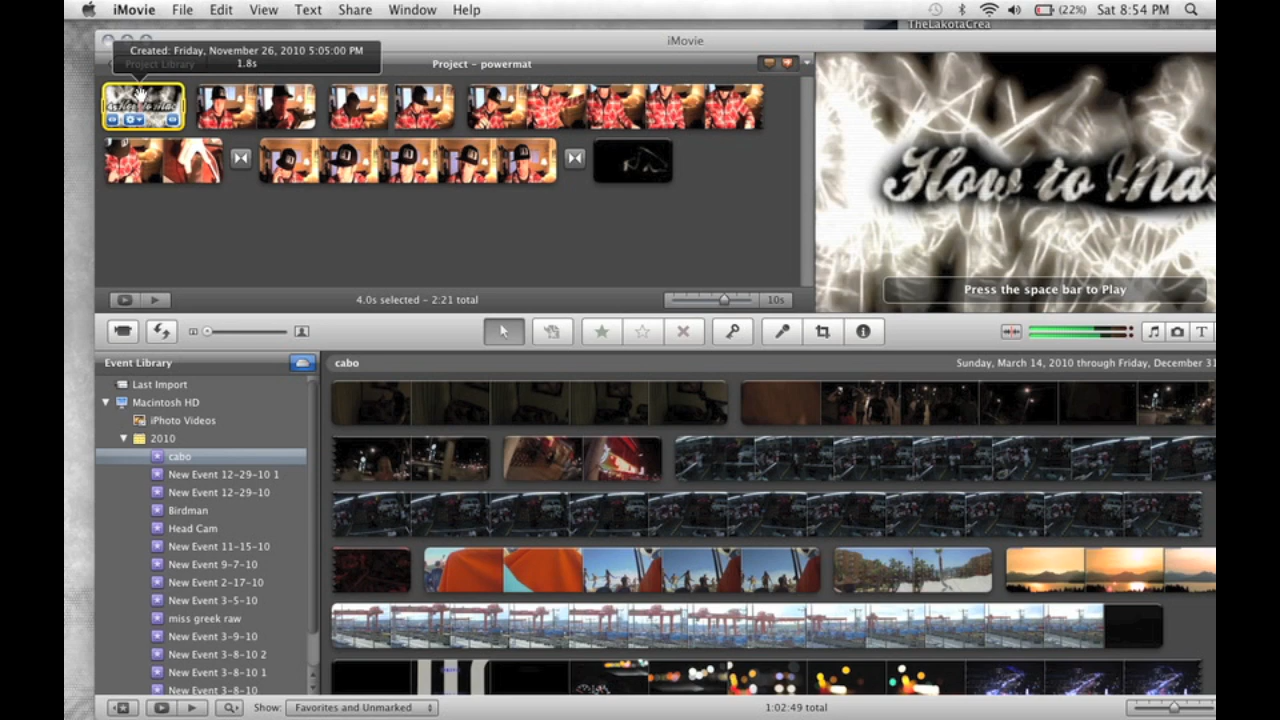 iMovie File Edit View Text Share Window Help (22%) Sat 8:54 PM
TheLakotaCrea
iMovie
Created: Friday, November 26, 2010 5:05:00 PM
1.8s
Project Library
Project - powermat
How to Mac
How to Mac
Press the space bar to Play
4.0s selected - 2:21 total
10s
T
Event Library
cabo
Sunday, March 14, 2010 through Friday, December 31
Last Import
Macintosh HD
iPhoto Videos
2010
cabo
New Event 12-29-10 1
New Event 12-29-10
Birdman
Head Cam
New Event 11-15-10
New Event 9-7-10
New Event 2-17-10
New Event 3-5-10
miss greek raw
New Event 3-9-10
New Event 3-8-10 2
New Event 3-8-10 1
New Event 3-8-10
Show: Favorites and Unmarked
1:02:49 total